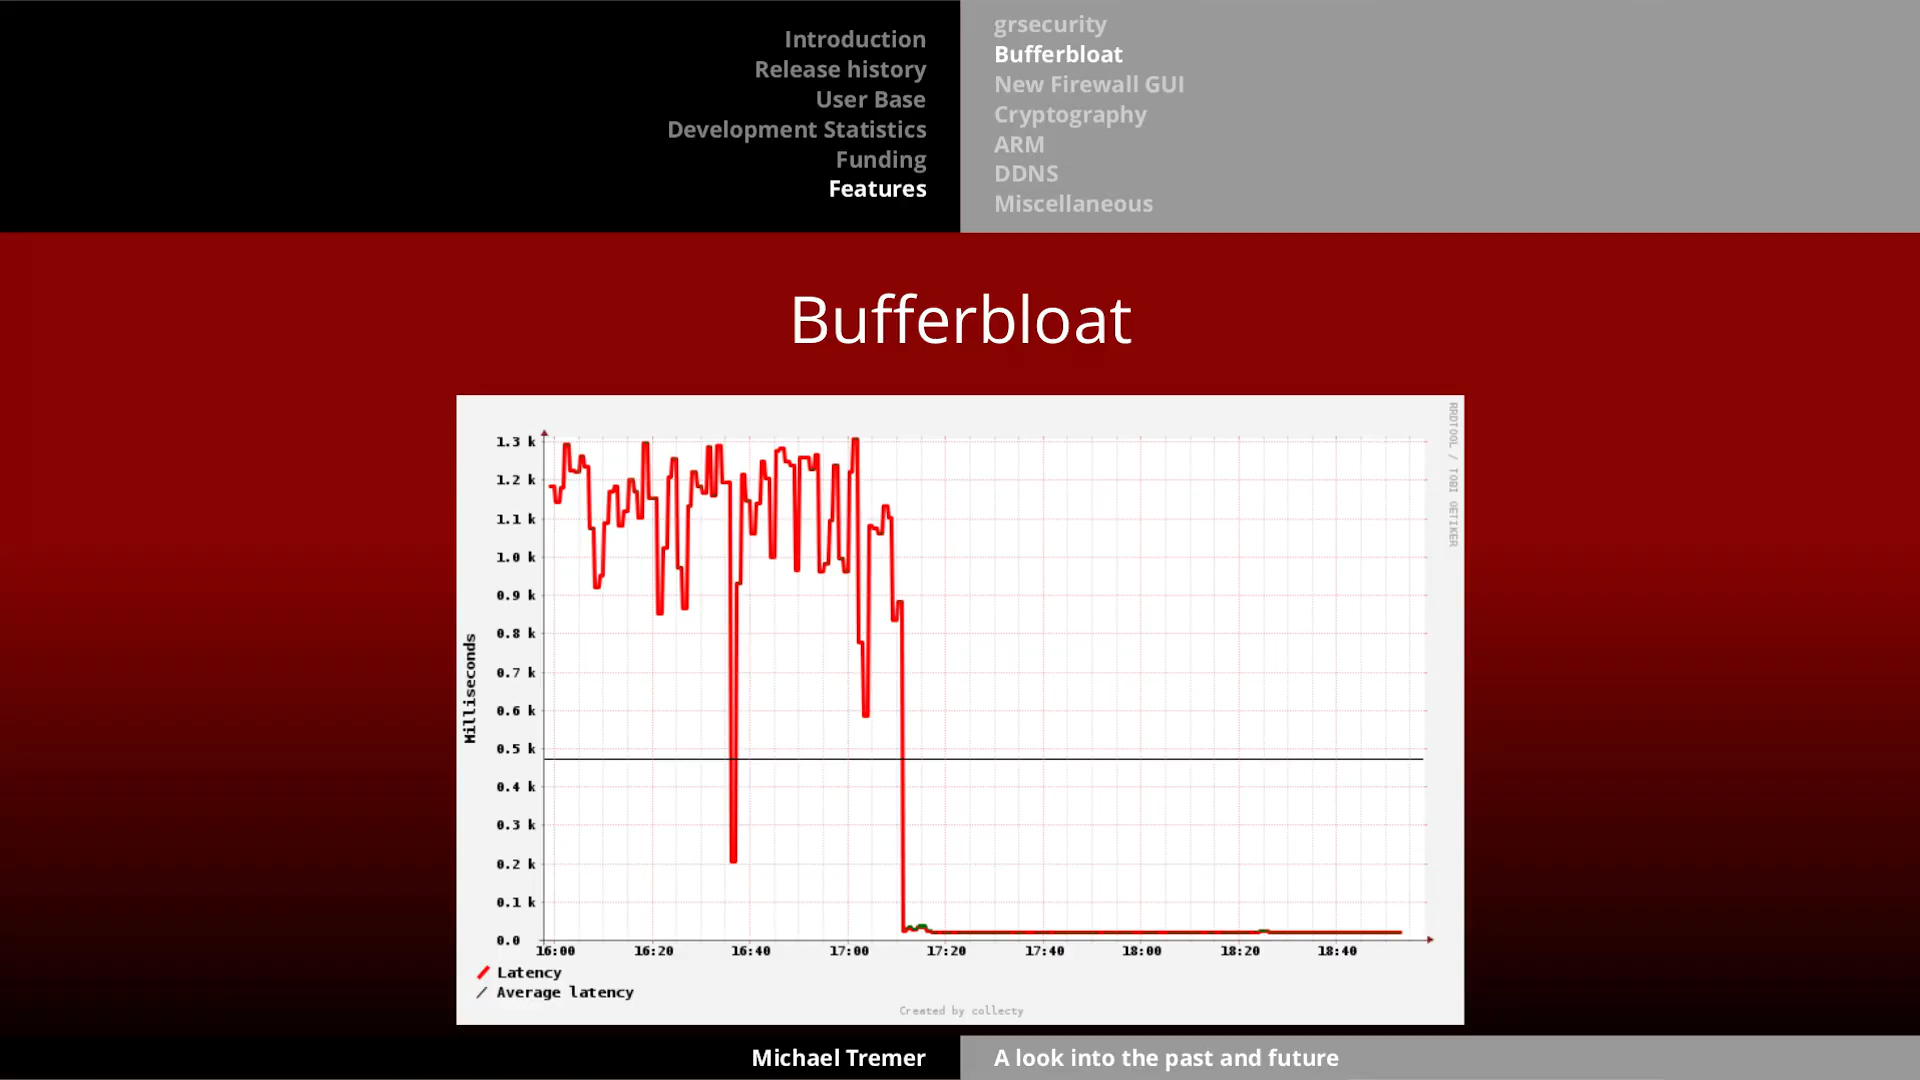 Introduction
Release history
User Base
Development Statistics
Funding
Features
grsecurity
Bufferbloat
New Firewall GUI
Cryptography
ARM
DDNS
Miscellaneous
Bufferbloat
RRDTOOL / TOBI OETIKER
Milliseconds
1.3 k
1.2 k
1.1 k
1.0 k
0.9 k
0.8 k
0.7 k
0.6 k
0.5 k
0.4 k
0.3 k
0.2 k
0.1 k
0.0
16:00 16:20 16:40 17:00 17:20 17:40 18:00 18:20 18:40
Latency
Average latency
Created by collecty
Michael Tremer
A look into the past and future